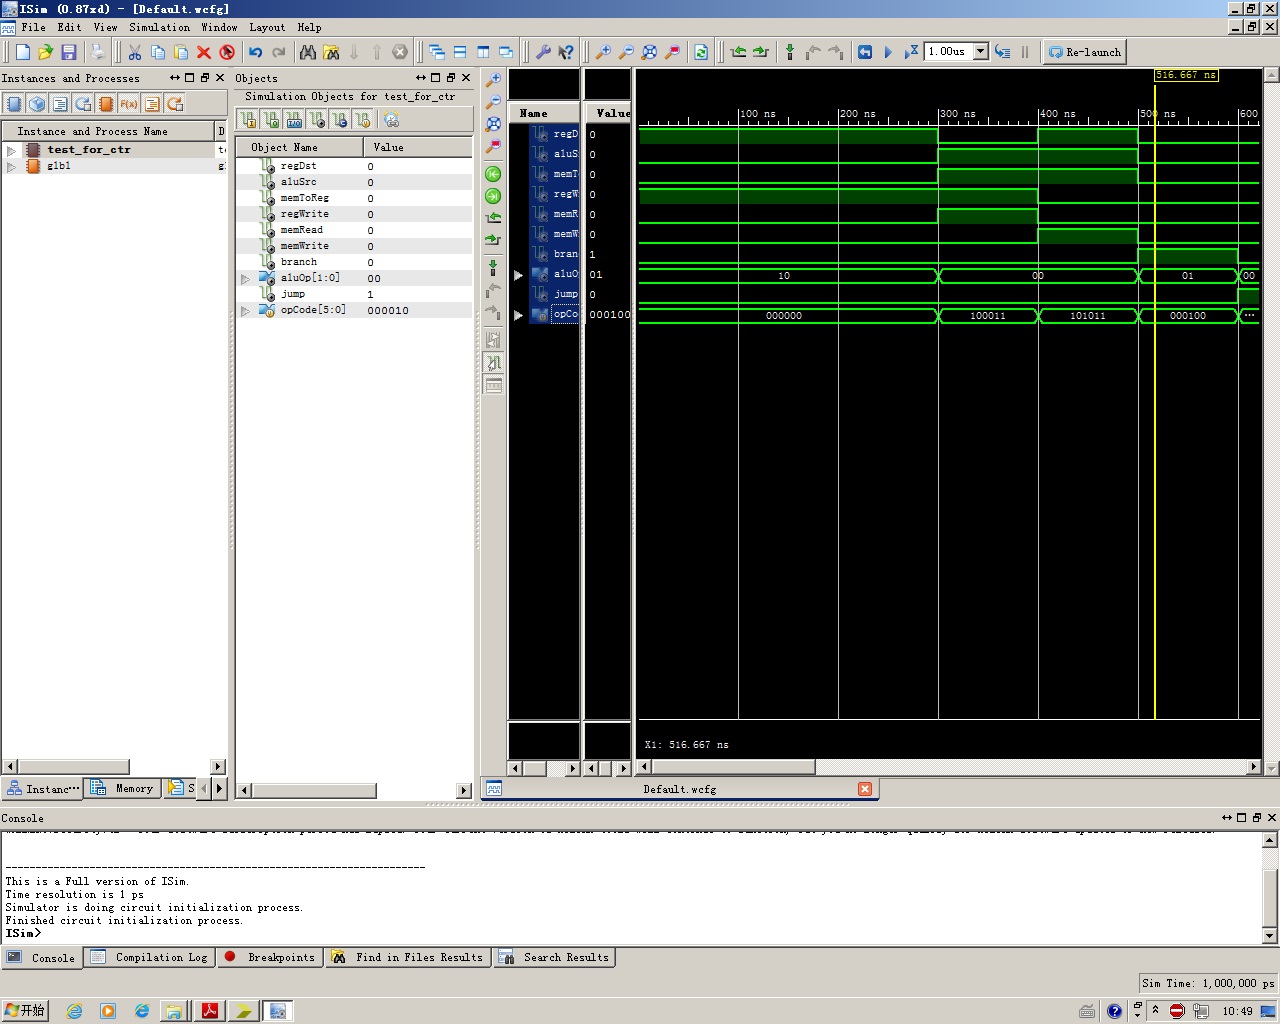 ISim (0.87xd) - [Default.wcfg]
File Edit View Simulation Window Layout Help
1.00us Re-launch
Instances and Processes
Instance and Process Name D
test_for_ctr
glbl
Instanc··· Memory S
Objects
Simulation Objects for test_for_ctr
Object Name Value
regDst 0
aluSrc 0
memToReg 0
regWrite 0
memRead 0
memWrite 0
branch 0
aluOp[1:0] 00
jump 1
opCode[5:0] 000010
Name Value
regD 0
aluS 0
memT 0
regW 0
memR 0
memW 0
bran 1
aluO 01
jump 0
opCo 000100
516.667 ns
100 ns 200 ns 300 ns 400 ns 500 ns 600
10 00 01 00
000000 100011 101011 000100 ···
X1: 516.667 ns
Default.wcfg
Console
This is a Full version of ISim.
Time resolution is 1 ps
Simulator is doing circuit initialization process.
Finished circuit initialization process.
ISim>
Console Compilation Log Breakpoints Find in Files Results Search Results
Sim Time: 1,000,000 ps
开始 10:49